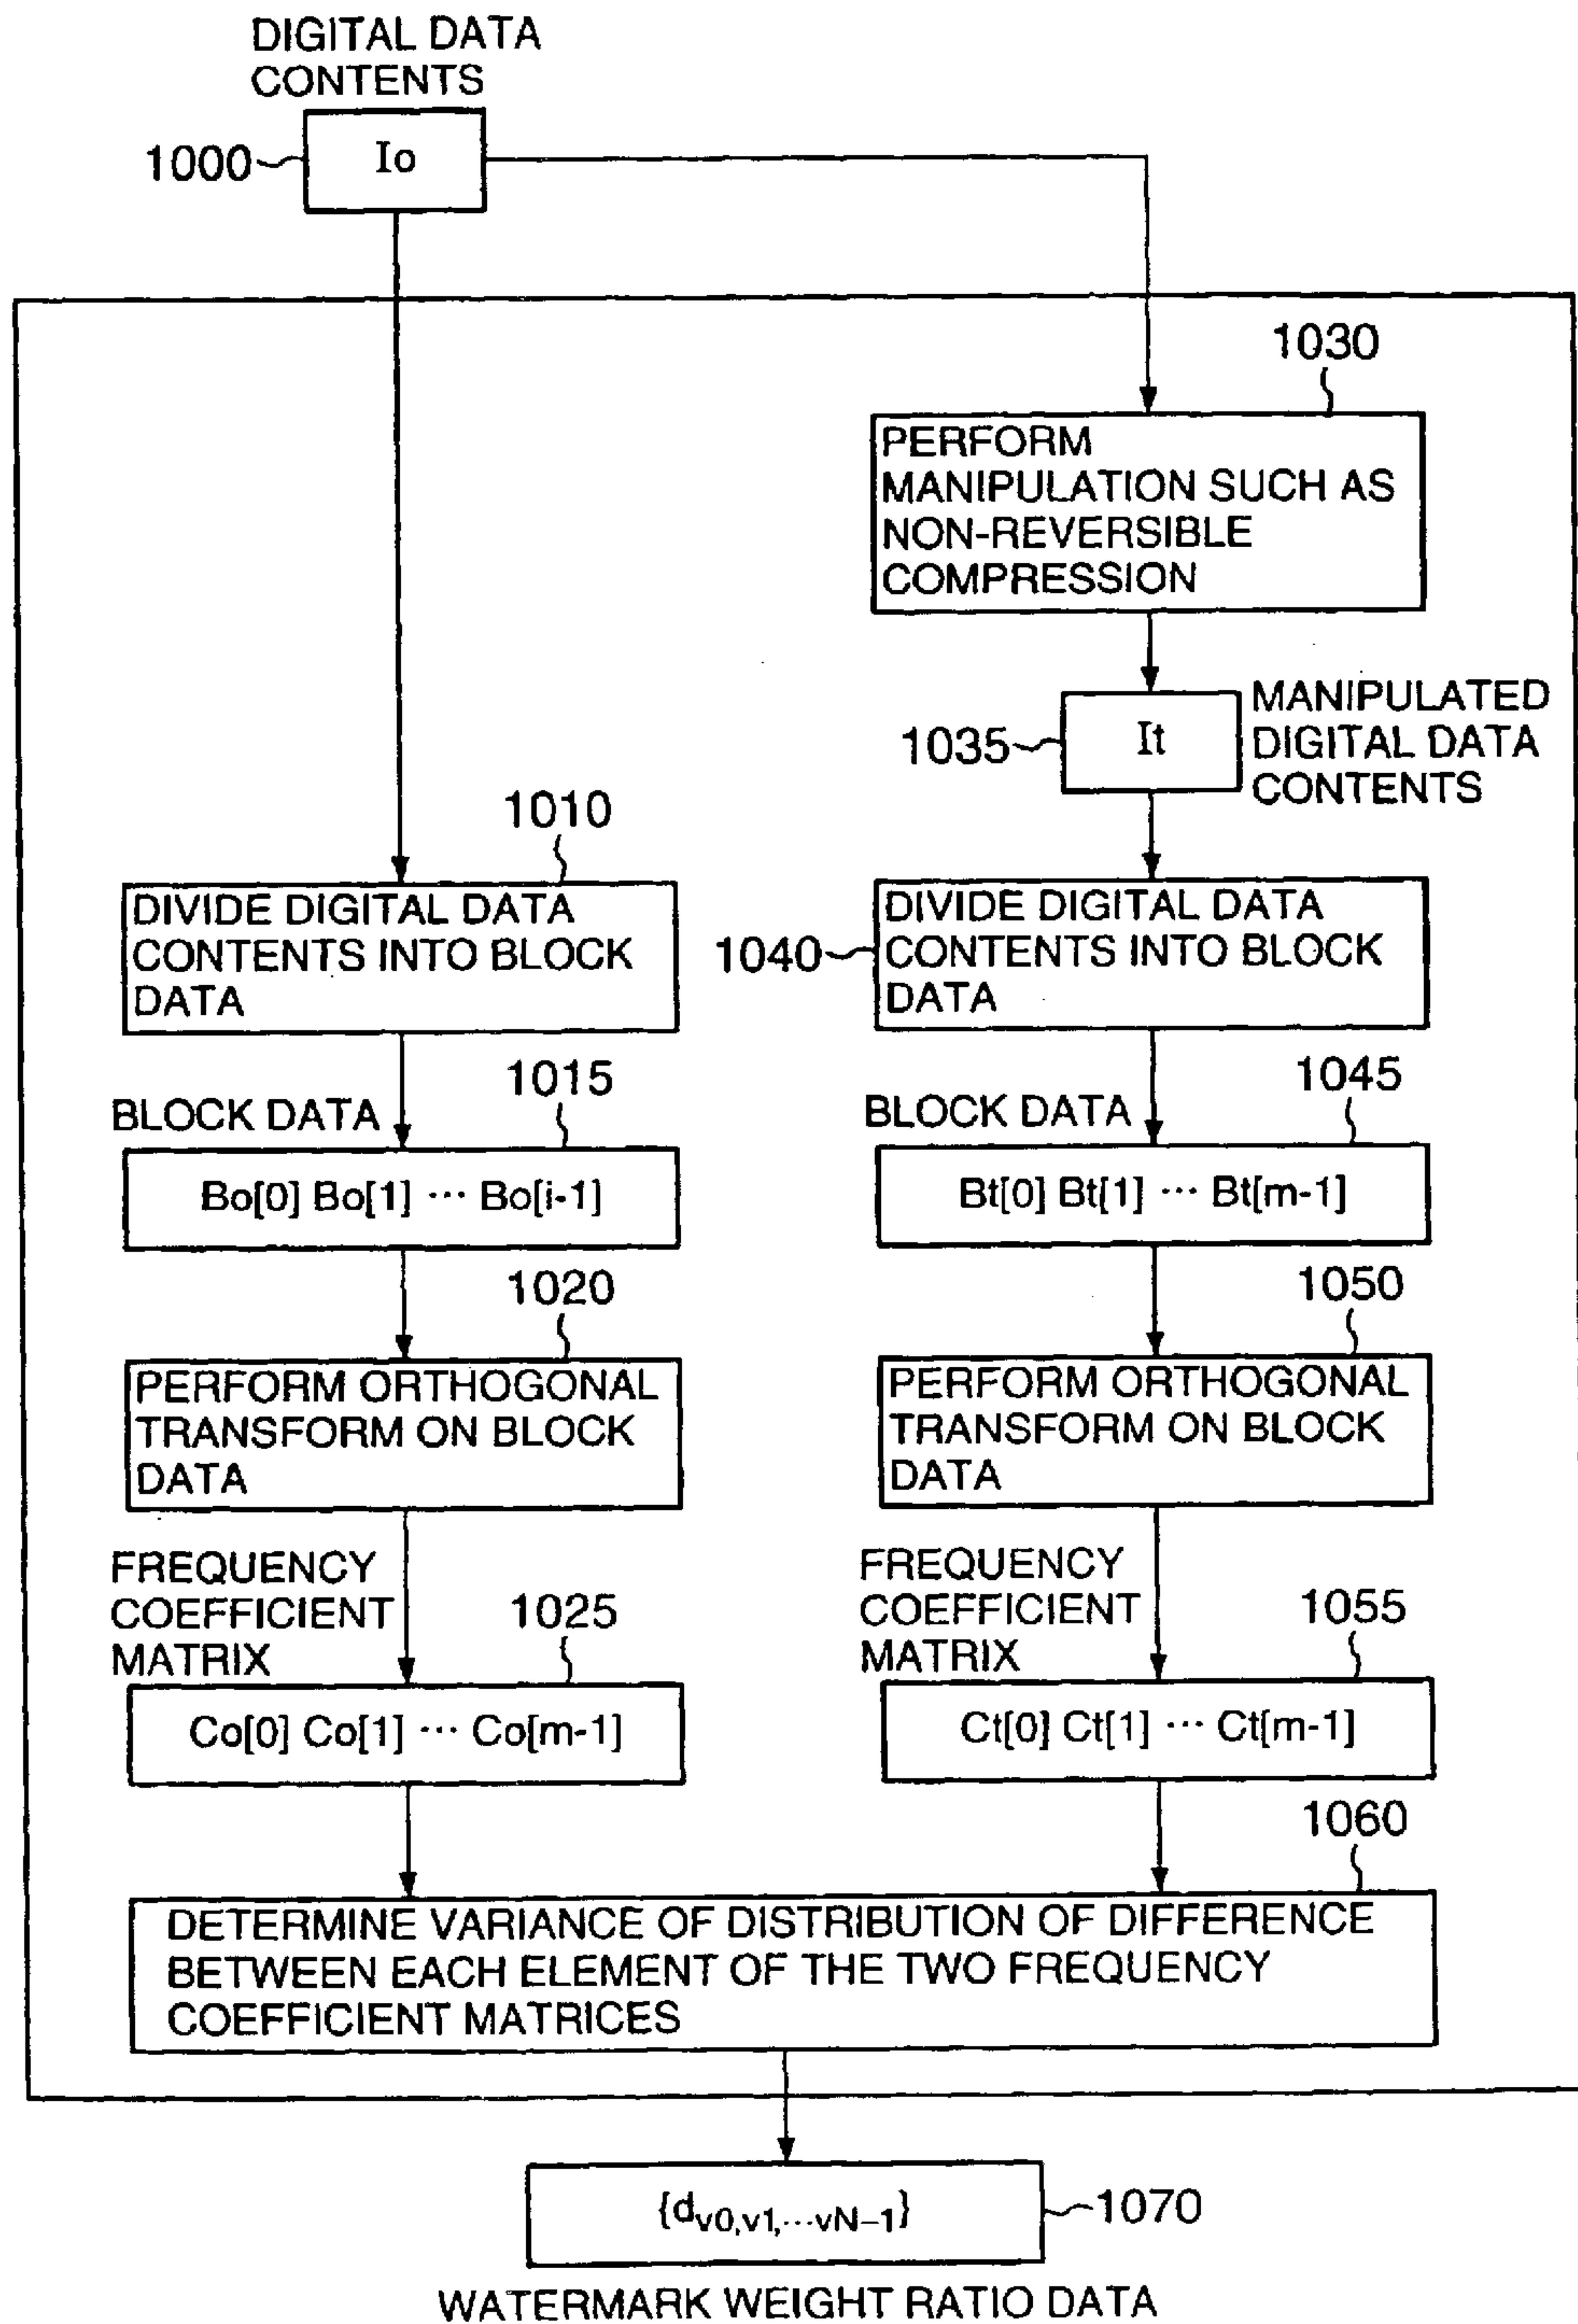 DIGITAL DATA
CONTENTS
1000
Io
1030
PERFORM
MANIPULATION SUCH AS
NON-REVERSIBLE
COMPRESSION
1035
It
MANIPULATED
DIGITAL DATA
CONTENTS
1010
DIVIDE DIGITAL DATA
CONTENTS INTO BLOCK
DATA
1040
DIVIDE DIGITAL DATA
CONTENTS INTO BLOCK
DATA
BLOCK DATA
1015
Bo[0] Bo[1] ··· Bo[i-1]
BLOCK DATA
1045
Bt[0] Bt[1] ··· Bt[m-1]
1020
PERFORM ORTHOGONAL
TRANSFORM ON BLOCK
DATA
1050
PERFORM ORTHOGONAL
TRANSFORM ON BLOCK
DATA
FREQUENCY
COEFFICIENT
MATRIX
1025
Co[0] Co[1] ··· Co[m-1]
FREQUENCY
COEFFICIENT
MATRIX
1055
Ct[0] Ct[1] ··· Ct[m-1]
1060
DETERMINE VARIANCE OF DISTRIBUTION OF DIFFERENCE
BETWEEN EACH ELEMENT OF THE TWO FREQUENCY
COEFFICIENT MATRICES
{dv0,v1,···vN−1}
1070
WATERMARK WEIGHT RATIO DATA